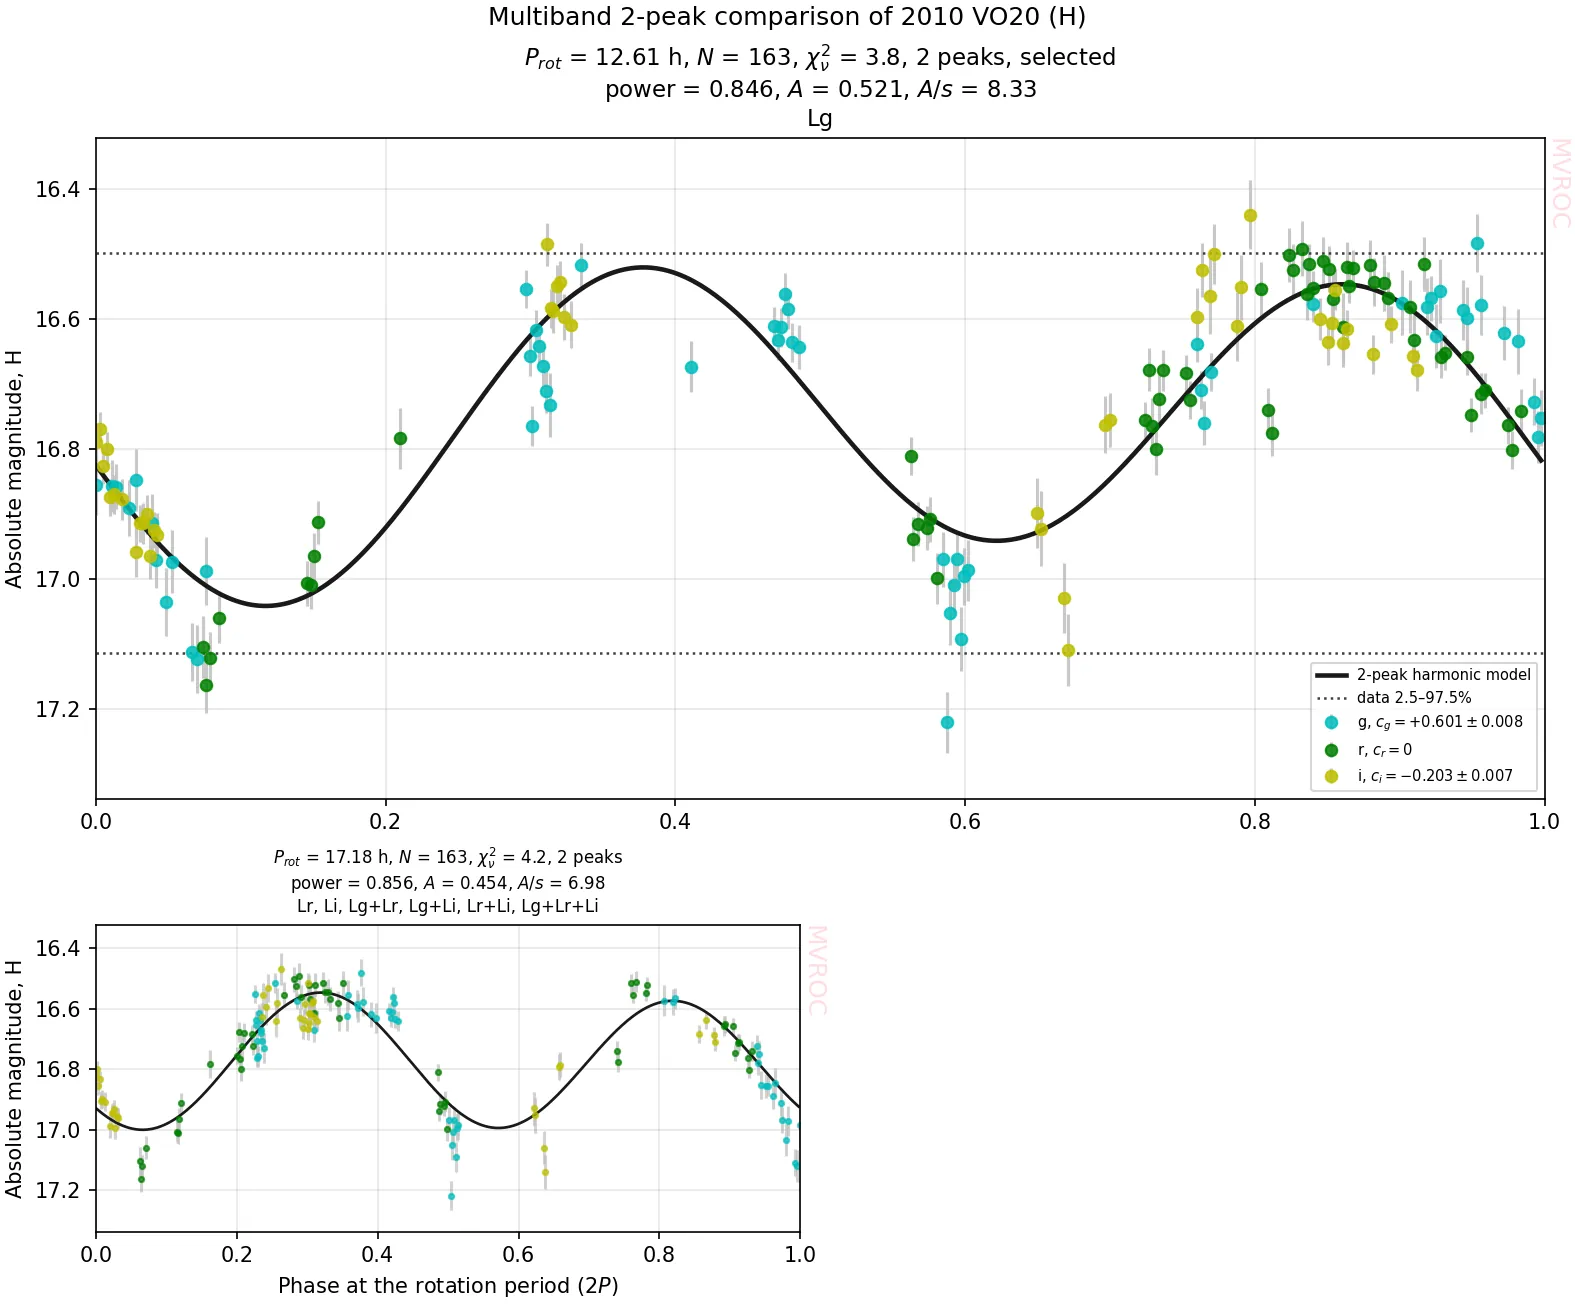 Multiband 2-peak comparison of 2010 VO20 (H)
P_rot = 12.61 h, N = 163, χ²_ν = 3.8, 2 peaks, selected
power = 0.846, A = 0.521, A/s = 8.33
Lg
MVROC
16.4
16.6
16.8
17.0
17.2
Absolute magnitude, H
2-peak harmonic model
data 2.5–97.5%
g, c_g = +0.601 ± 0.008
r, c_r = 0
i, c_i = −0.203 ± 0.007
0.0 0.2 0.4 0.6 0.8 1.0
P_rot = 17.18 h, N = 163, χ²_ν = 4.2, 2 peaks
power = 0.856, A = 0.454, A/s = 6.98
Lr, Li, Lg+Lr, Lg+Li, Lr+Li, Lg+Lr+Li
MVROC
16.4
16.6
16.8
17.0
17.2
Absolute magnitude, H
0.0 0.2 0.4 0.6 0.8 1.0
Phase at the rotation period (2P)